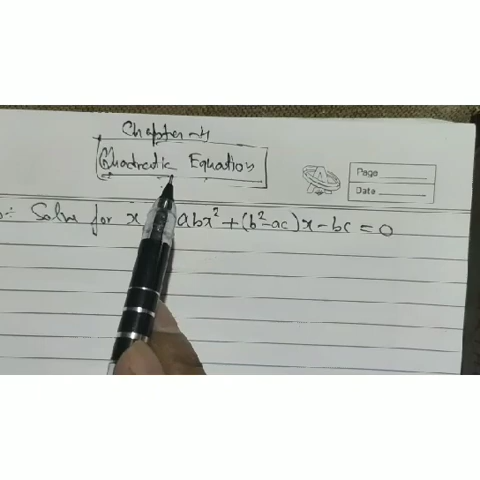 Chapter-4
Quadratic Equation
Page
Date
Solve for x abx² + (b²-ac)x - bc = 0